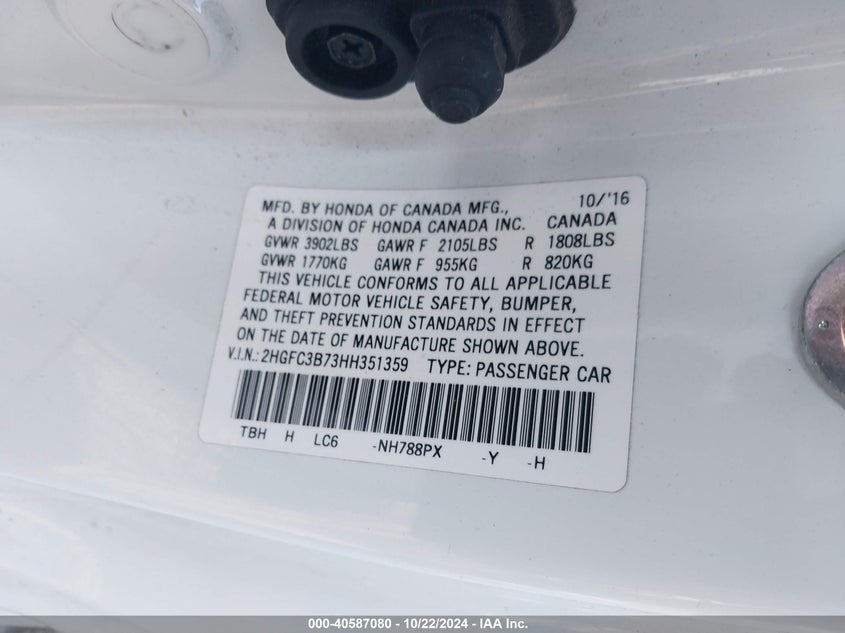 MFD. BY HONDA OF CANADA MFG., 10/'16
A DIVISION OF HONDA CANADA INC. CANADA
GVWR 3902LBS GAWR F 2105LBS R 1808LBS
GVWR 1770KG GAWR F 955KG R 820KG
THIS VEHICLE CONFORMS TO ALL APPLICABLE
FEDERAL MOTOR VEHICLE SAFETY, BUMPER,
AND THEFT PREVENTION STANDARDS IN EFFECT
ON THE DATE OF MANUFACTURE SHOWN ABOVE.
V.I.N.: 2HGFC3B73HH351359 TYPE: PASSENGER CAR
TBH H LC6 -NH788PX -Y -H
000-40587080 - 10/22/2024 - IAA Inc.